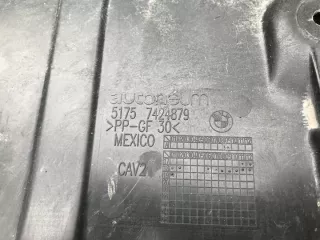 autoneum
5175 7424879
>PP-GF 30<
MEXICO
CAV2